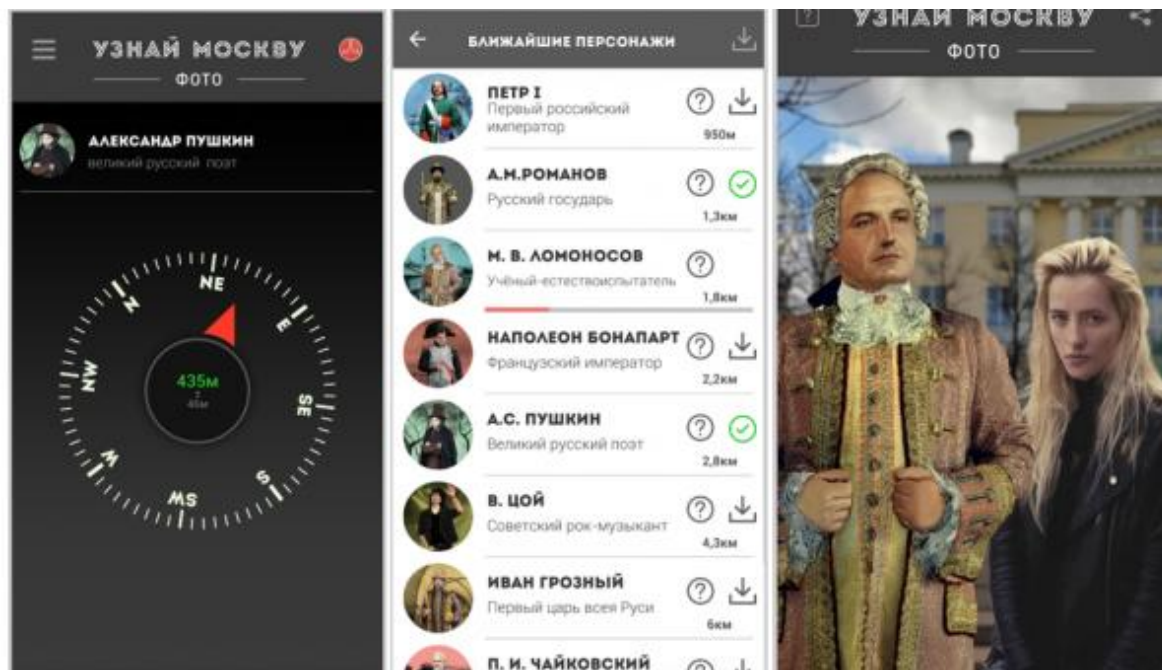 УЗНАЙ МОСКВУ
ФОТО
АЛЕКСАНДР ПУШКИН
великий русский поэт
NE
E
SE
S
SW
W
NW
N
435м
±
БЛИЖАЙШИЕ ПЕРСОНАЖИ
ПЕТР I
Первый российский
император
?
950м
А.М.РОМАНОВ
Русский государь
?
1,3км
М. В. ЛОМОНОСОВ
Учёный-естествоиспытатель
?
1,8км
НАПОЛЕОН БОНАПАРТ
Французский император
?
2,2км
А.С. ПУШКИН
Великий русский поэт
?
2,8км
В. ЦОЙ
Советский рок-музыкант
?
4,3км
ИВАН ГРОЗНЫЙ
Первый царь всея Руси
?
6км
П. И. ЧАЙКОВСКИЙ
?
УЗНАЙ МОСКВУ
ФОТО